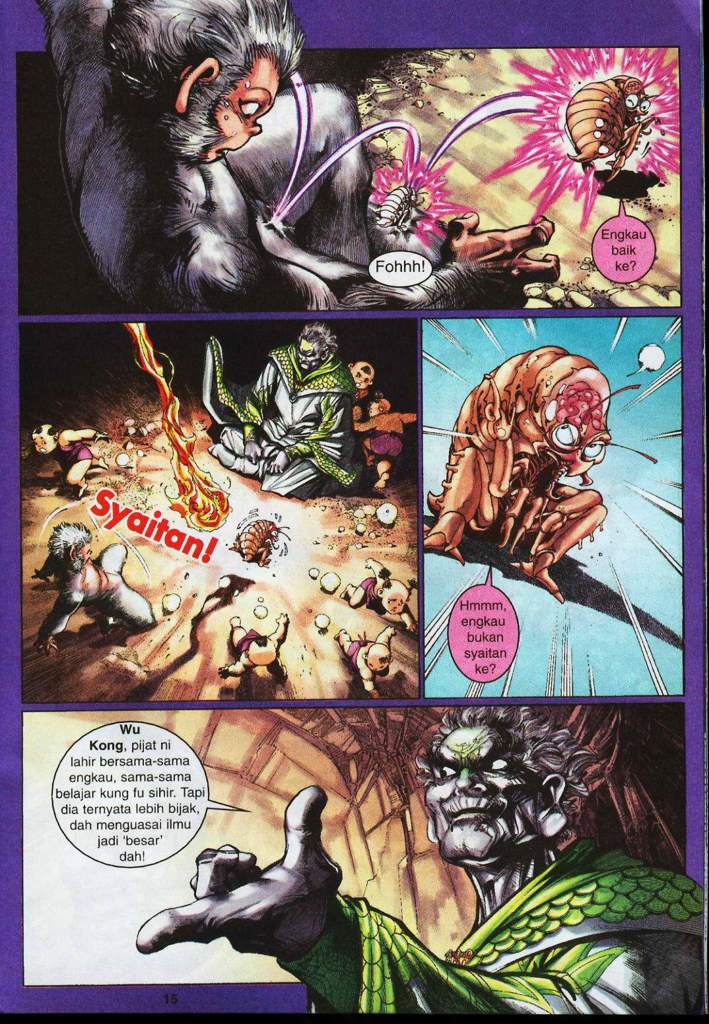 Engkau
baik
ke?
Fohhh!
Syaitan!
Hmmm,
engkau
bukan
syaitan
ke?
Wu
Kong, pijat ni
lahir bersama-sama
engkau, sama-sama
belajar kung fu sihir. Tapi
dia ternyata lebih bijak,
dah menguasai ilmu
jadi ‘besar’
dah!
15